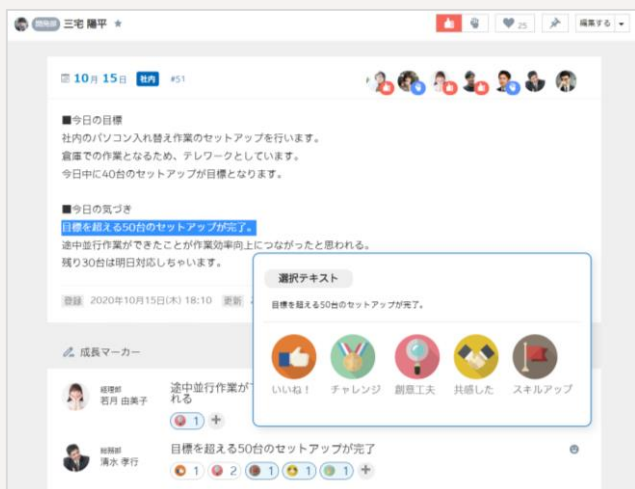 三宅 陽平 ★
25
編集する
10月 15日 社内 #51
■今日の目標
社内のパソコン入れ替え作業のセットアップを行います。
倉庫での作業となるため、テレワークとしています。
今日中に40台のセットアップが目標となります。
■今日の気づき
目標を超える50台のセットアップが完了。
途中並行作業ができたことが作業効率向上につながったと思われる。
残り30台は明日対応しちゃいます。
登録 2020年10月15日(木) 18:10 更新
選択テキスト
目標を超える50台のセットアップが完了。
いいね！ チャレンジ 創意工夫 共感した スキルアップ
成長マーカー
経理部
若月 由美子
途中並行作業が
れる
1 +
総務部
清水 孝行
目標を超える50台のセットアップが完了
1 2 1 1 1 +